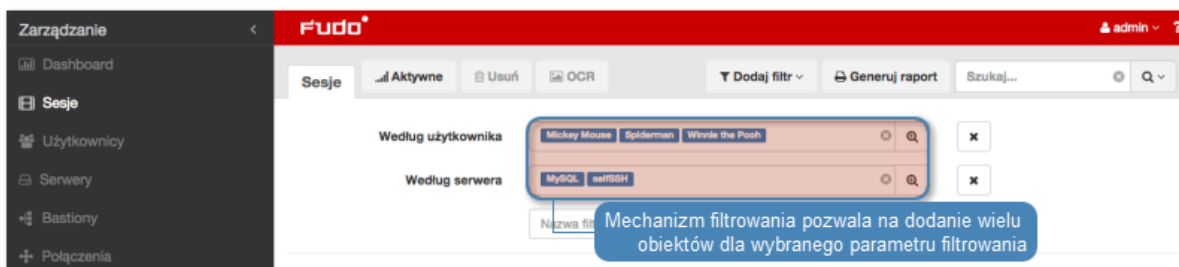 Zarządzanie
FUDO
admin
?
Dashboard
Sesje
Użytkownicy
Serwery
Bastiony
Połączenia
Sesje
Aktywne
Usuń
OCR
Dodaj filtr
Generuj raport
Szukaj...
Według użytkownika
Mickey Mouse Spiderman Winnie the Pooh
Według serwera
MySQL selfSSH
Nazwa
Mechanizm filtrowania pozwala na dodanie wielu
obiektów dla wybranego parametru filtrowania